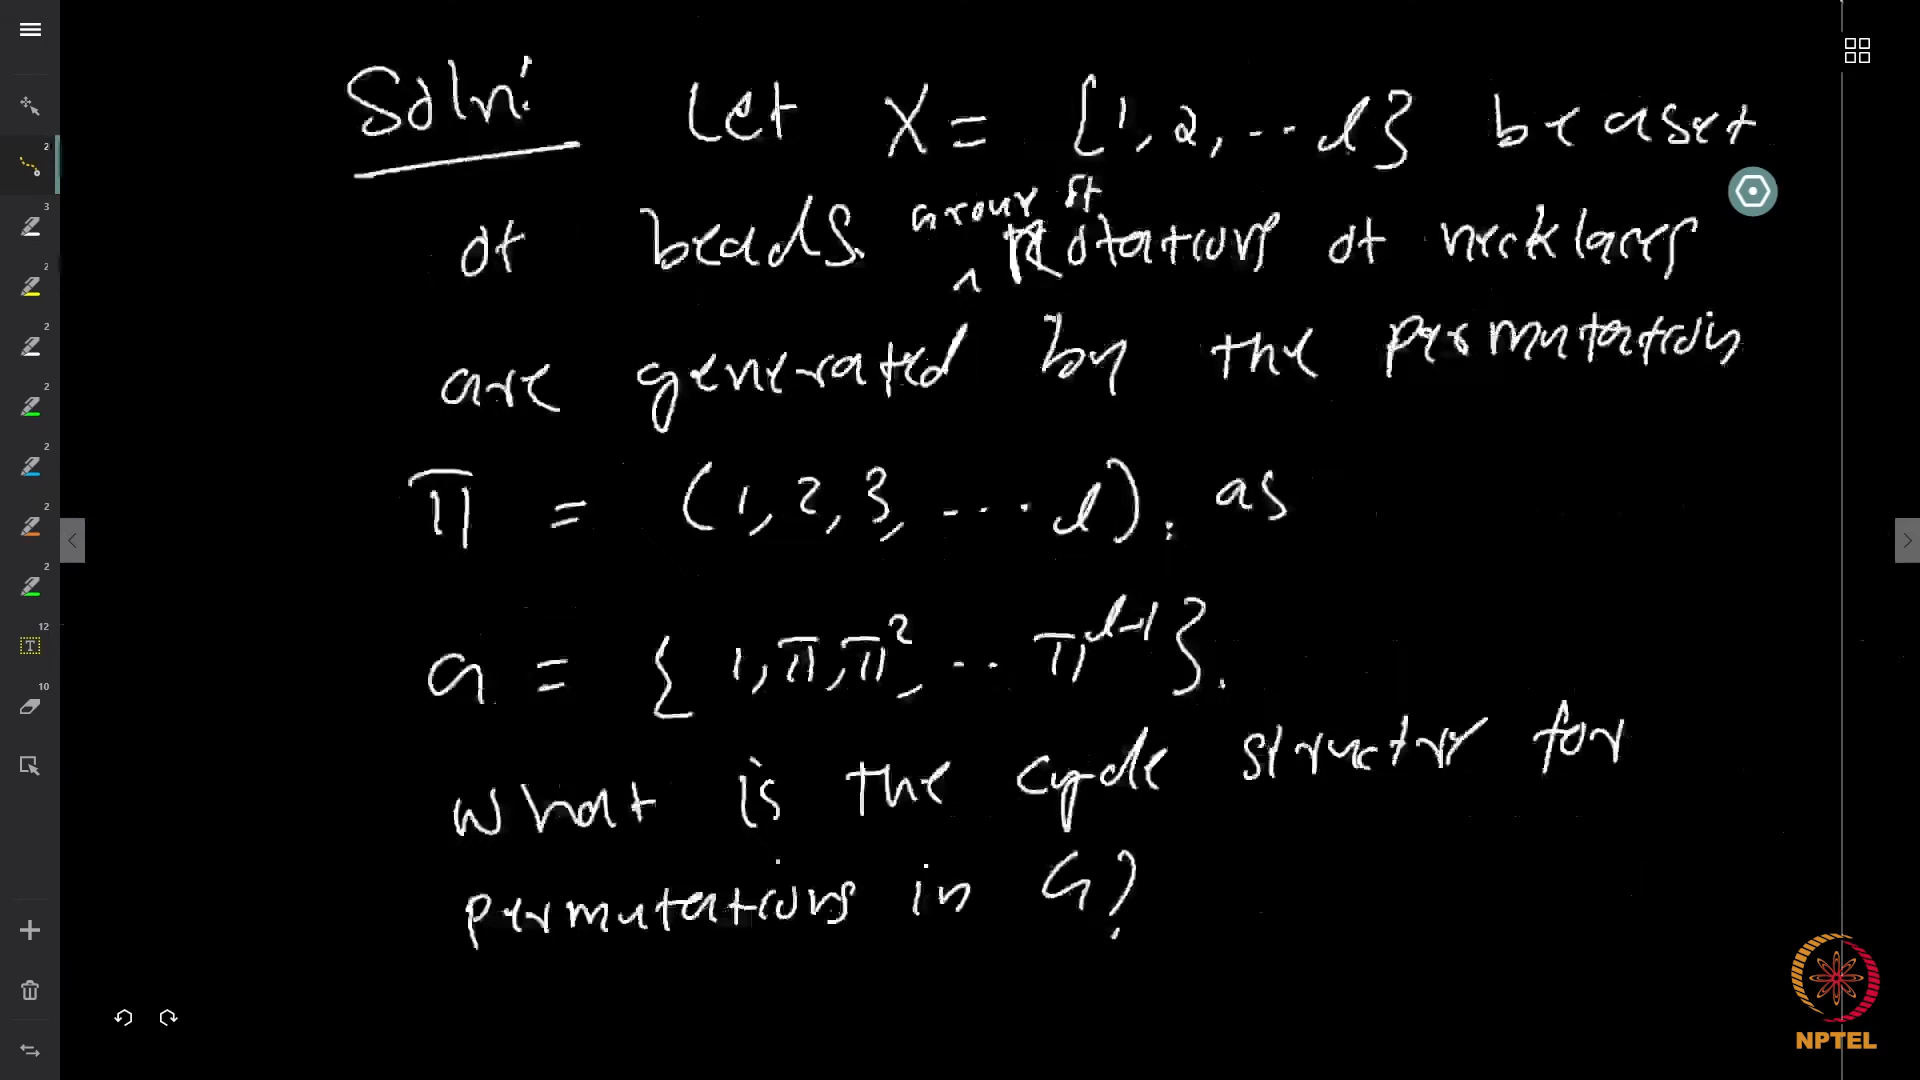 Soln: Let X = {1, 2, ... l} be a set
of beads. Group of Rotations of necklaces
are generated by the permutation
π = (1, 2, 3, .... l). as
G = { 1, π, π², .. π^{l-1} }.
what is the cycle structure for
permutations in G?
NPTEL